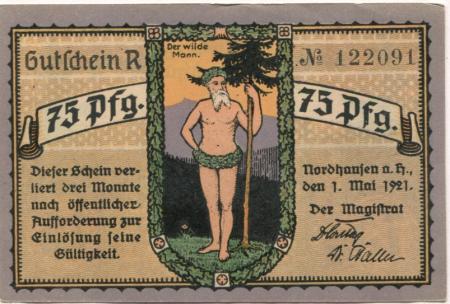 Gutschein R
Der wilde
Mann.
№ 122091
75 Pfg.
75 Pfg.
Dieser Schein ver-
liert drei Monate
nach öffentlicher
Aufforderung zur
Einlösung seine
Gültigkeit.
Nordhausen a. H.,
den 1. Mai 1921.
Der Magistrat